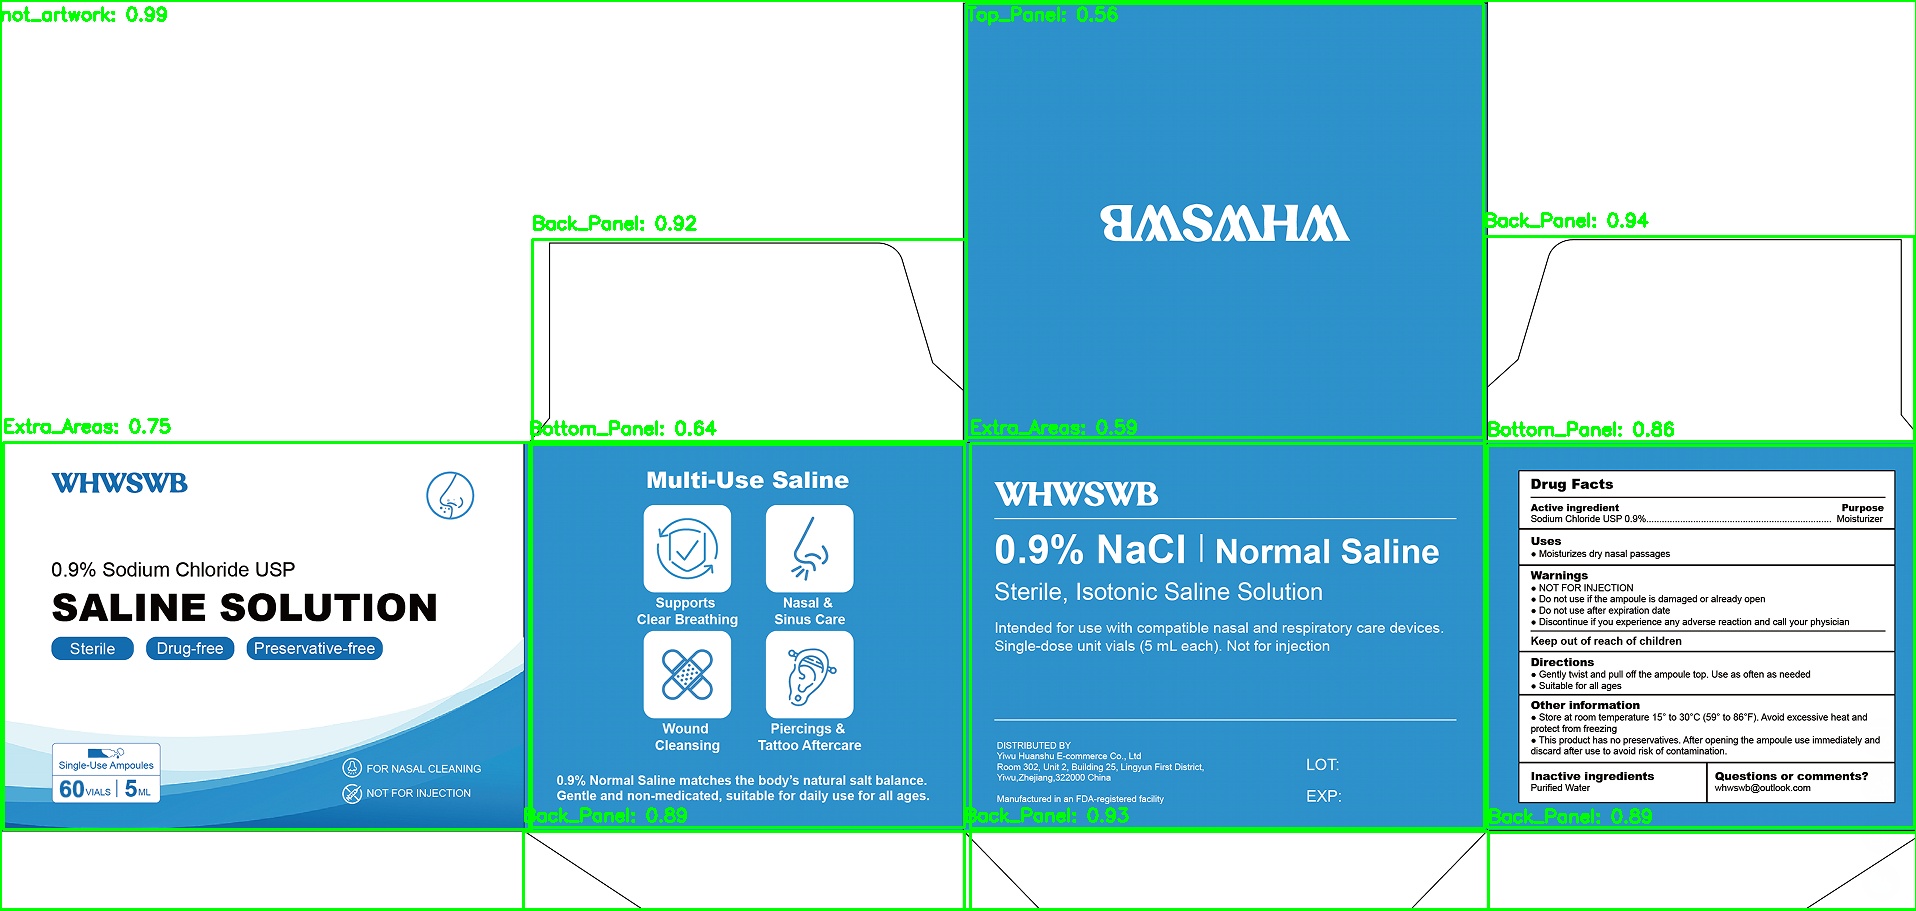 not_artwork: 0.99
Top_Panel: 0.56
Back_Panel: 0.92
Back_Panel: 0.94
WHWSWB
Extra_Areas: 0.75
Bottom_Panel: 0.64
Extra_Areas: 0.59
Bottom_Panel: 0.86
WHWSWB
0.9% Sodium Chloride USP
SALINE SOLUTION
Sterile
Drug-free
Preservative-free
Single-Use Ampoules
60 VIALS | 5 ML
FOR NASAL CLEANING
NOT FOR INJECTION
Multi-Use Saline
Supports
Clear Breathing
Nasal &
Sinus Care
Wound
Cleansing
Piercings &
Tattoo Aftercare
0.9% Normal Saline matches the body's natural salt balance.
Gentle and non-medicated, suitable for daily use for all ages.
WHWSWB
0.9% NaCl | Normal Saline
Sterile, Isotonic Saline Solution
Intended for use with compatible nasal and respiratory care devices.
Single-dose unit vials (5 mL each). Not for injection
DISTRIBUTED BY
Yiwu Huanshu E-commerce Co., Ltd
Room 302, Unit 2, Building 25, Lingyun First District,
Yiwu,Zhejiang,322000 China
Manufactured in an FDA-registered facility
LOT:
EXP:
Drug Facts
Active ingredient Purpose
Sodium Chloride USP 0.9%................................................................ Moisturizer
Uses
● Moisturizes dry nasal passages
Warnings
● NOT FOR INJECTION
● Do not use if the ampoule is damaged or already open
● Do not use after expiration date
● Discontinue if you experience any adverse reaction and call your physician
Keep out of reach of children
Directions
● Gently twist and pull off the ampoule top. Use as often as needed
● Suitable for all ages
Other information
● Store at room temperature 15° to 30°C (59° to 86°F). Avoid excessive heat and
protect from freezing
● This product has no preservatives. After opening the ampoule use immediately and
discard after use to avoid risk of contamination.
Inactive ingredients
Purified Water
Questions or comments?
whwswb@outlook.com
Back_Panel: 0.89
Back_Panel: 0.93
Back_Panel: 0.89